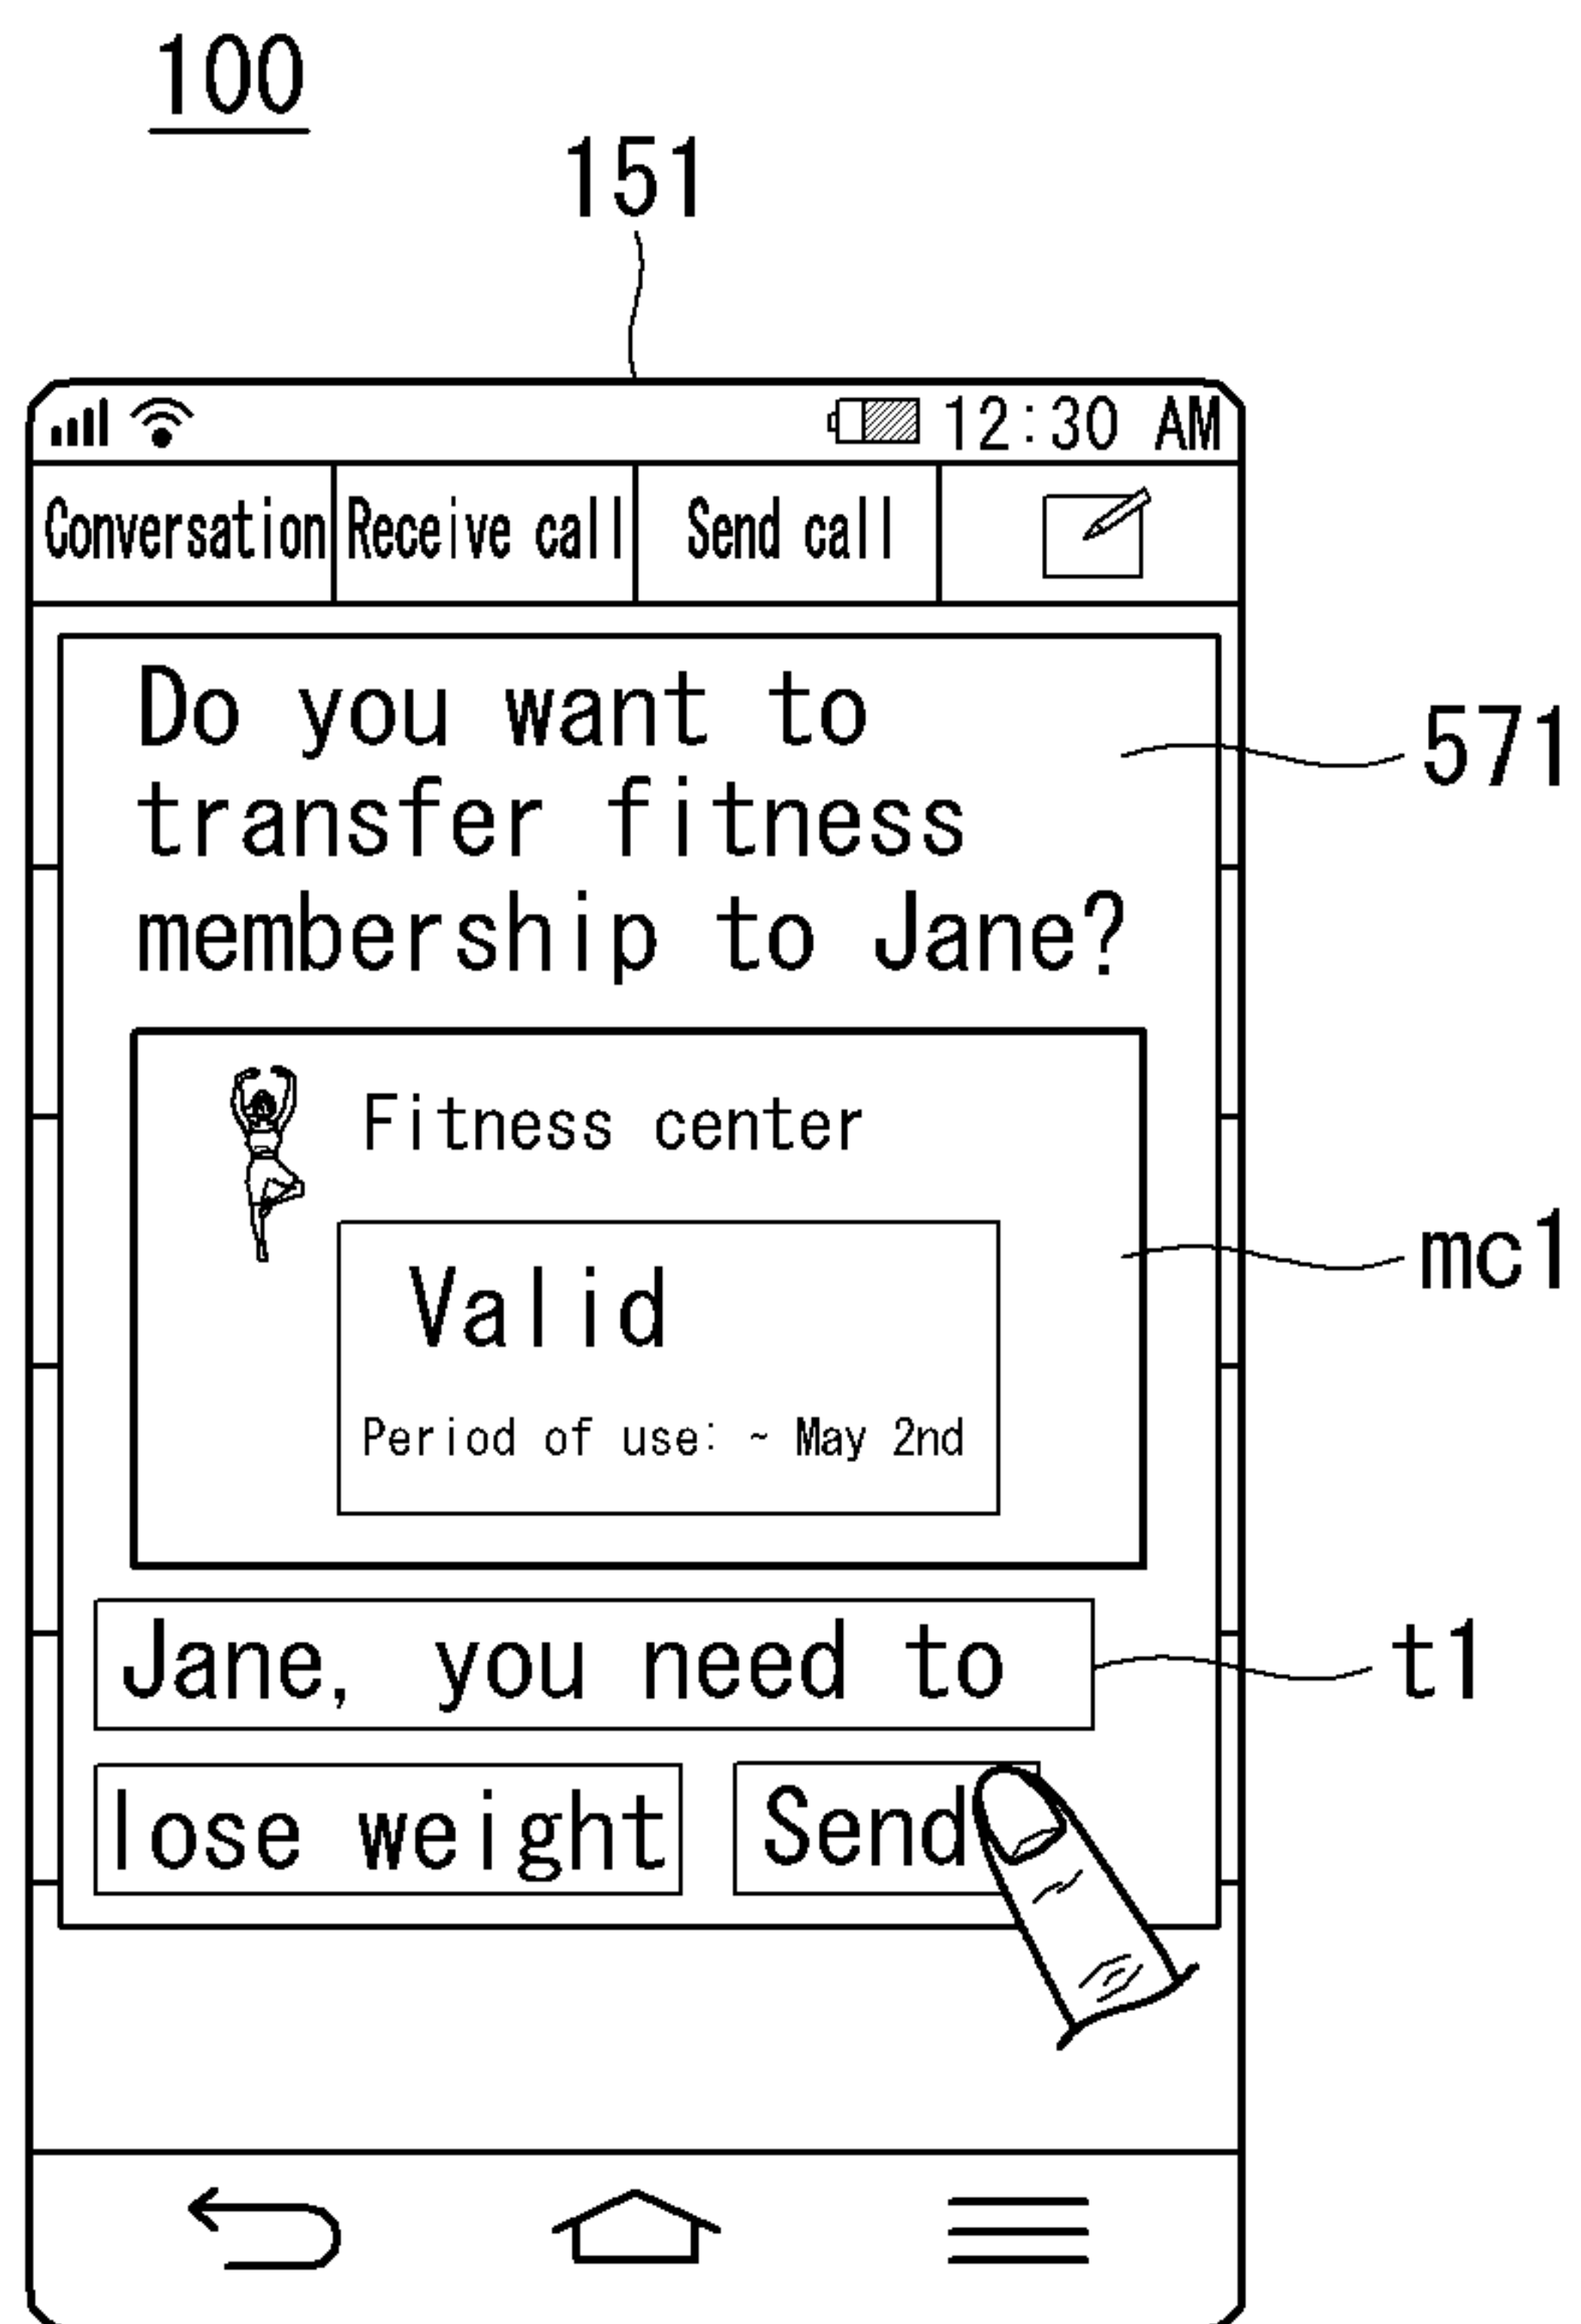 100
151
12:30 AM
Conversation Receive call Send call
Do you want to
transfer fitness
membership to Jane?
571
Fitness center
mc1
Valid
Period of use: ~ May 2nd
Jane, you need to
t1
lose weight Send